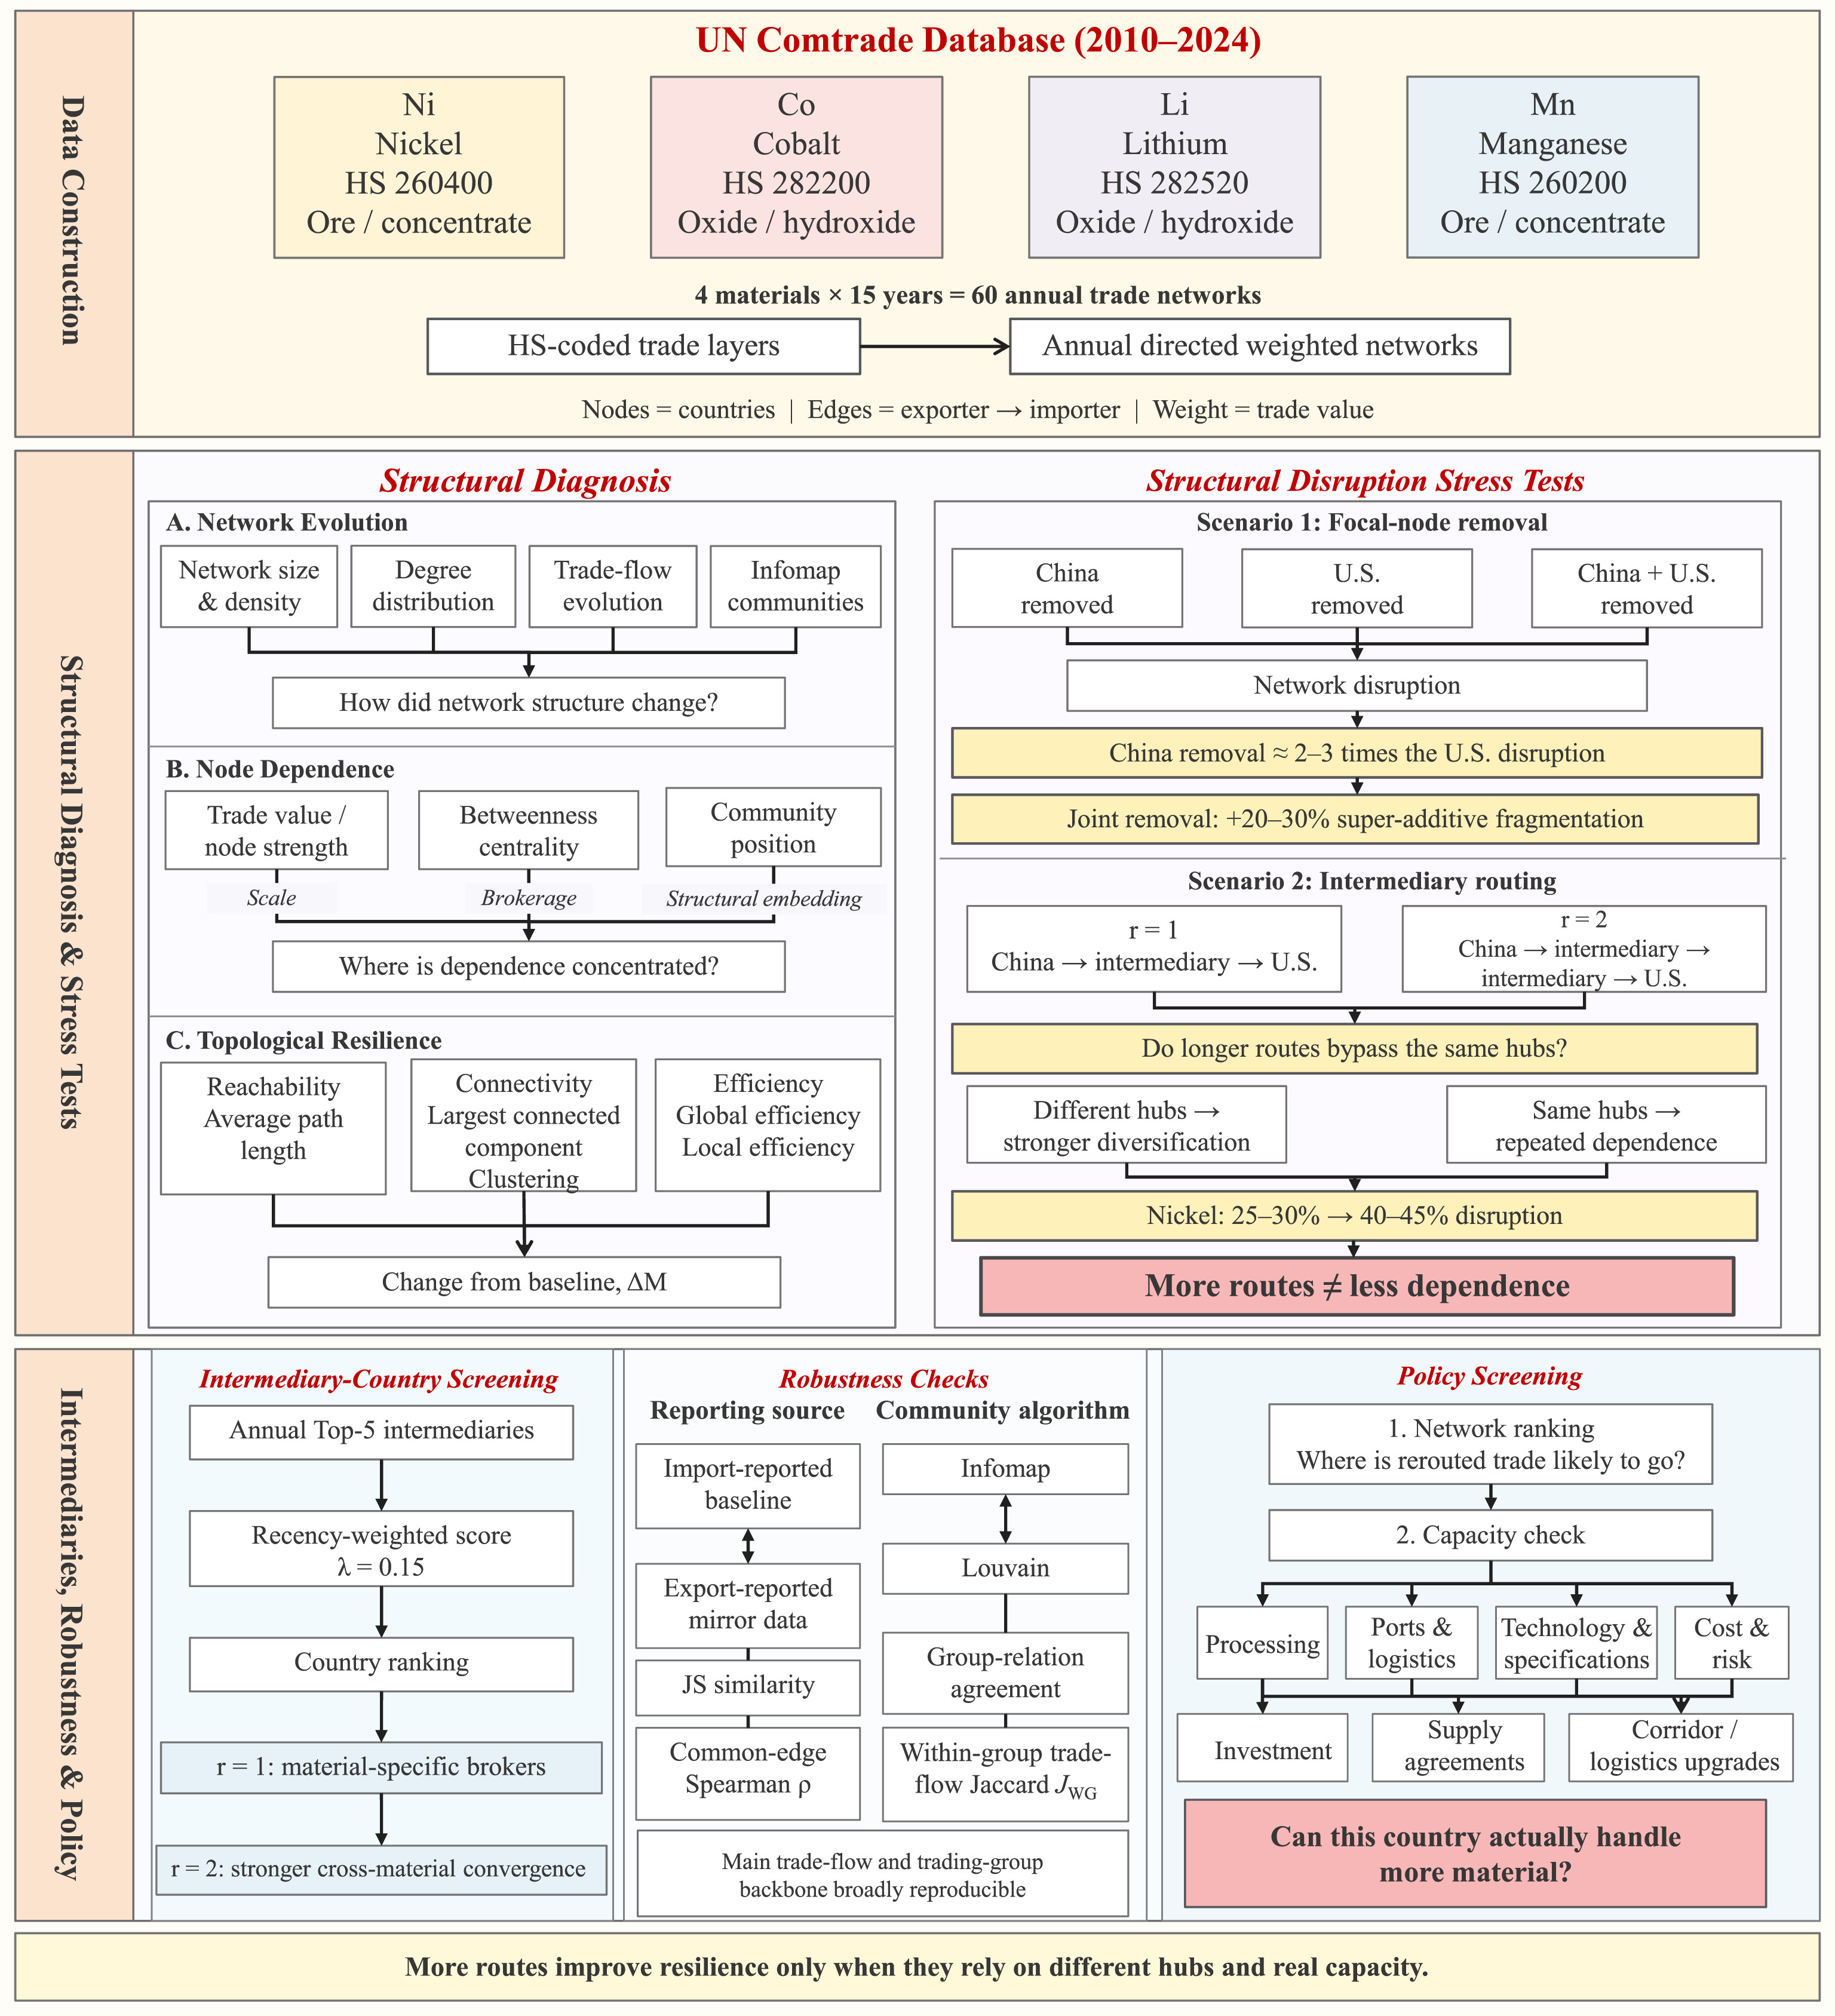 Data Construction
UN Comtrade Database (2010–2024)
Ni
Nickel
HS 260400
Ore / concentrate
Co
Cobalt
HS 282200
Oxide / hydroxide
Li
Lithium
HS 282520
Oxide / hydroxide
Mn
Manganese
HS 260200
Ore / concentrate
4 materials × 15 years = 60 annual trade networks
HS-coded trade layers
Annual directed weighted networks
Nodes = countries | Edges = exporter → importer | Weight = trade value
Structural Diagnosis & Stress Tests
Structural Diagnosis
A. Network Evolution
Network size
& density
Degree
distribution
Trade-flow
evolution
Infomap
communities
How did network structure change?
B. Node Dependence
Trade value /
node strength
Betweenness
centrality
Community
position
Scale
Brokerage
Structural embedding
Where is dependence concentrated?
C. Topological Resilience
Reachability
Average path
length
Connectivity
Largest connected
component
Clustering
Efficiency
Global efficiency
Local efficiency
Change from baseline, ΔM
Structural Disruption Stress Tests
Scenario 1: Focal-node removal
China
removed
U.S.
removed
China + U.S.
removed
Network disruption
China removal ≈ 2–3 times the U.S. disruption
Joint removal: +20–30% super-additive fragmentation
Scenario 2: Intermediary routing
r = 1
China → intermediary → U.S.
r = 2
China → intermediary →
intermediary → U.S.
Do longer routes bypass the same hubs?
Different hubs →
stronger diversification
Same hubs →
repeated dependence
Nickel: 25–30% → 40–45% disruption
More routes ≠ less dependence
Intermediaries, Robustness & Policy
Intermediary-Country Screening
Annual Top-5 intermediaries
Recency-weighted score
λ = 0.15
Country ranking
r = 1: material-specific brokers
r = 2: stronger cross-material convergence
Robustness Checks
Reporting source
Import-reported
baseline
Export-reported
mirror data
JS similarity
Common-edge
Spearman ρ
Community algorithm
Infomap
Louvain
Group-relation
agreement
Within-group trade-
flow Jaccard JWG
Main trade-flow and trading-group
backbone broadly reproducible
Policy Screening
1. Network ranking
Where is rerouted trade likely to go?
2. Capacity check
Processing
Ports &
logistics
Technology &
specifications
Cost &
risk
Investment
Supply
agreements
Corridor /
logistics upgrades
Can this country actually handle
more material?
More routes improve resilience only when they rely on different hubs and real capacity.